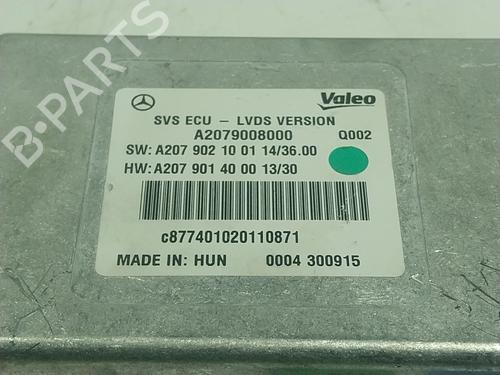 B-PARTS
Valeo
SVS ECU – LVDS VERSION
A2079008000 Q002
SW: A207 902 10 01 14/36.00
HW: A207 901 40 00 13/30
c877401020110871
MADE IN: HUN 0004 300915